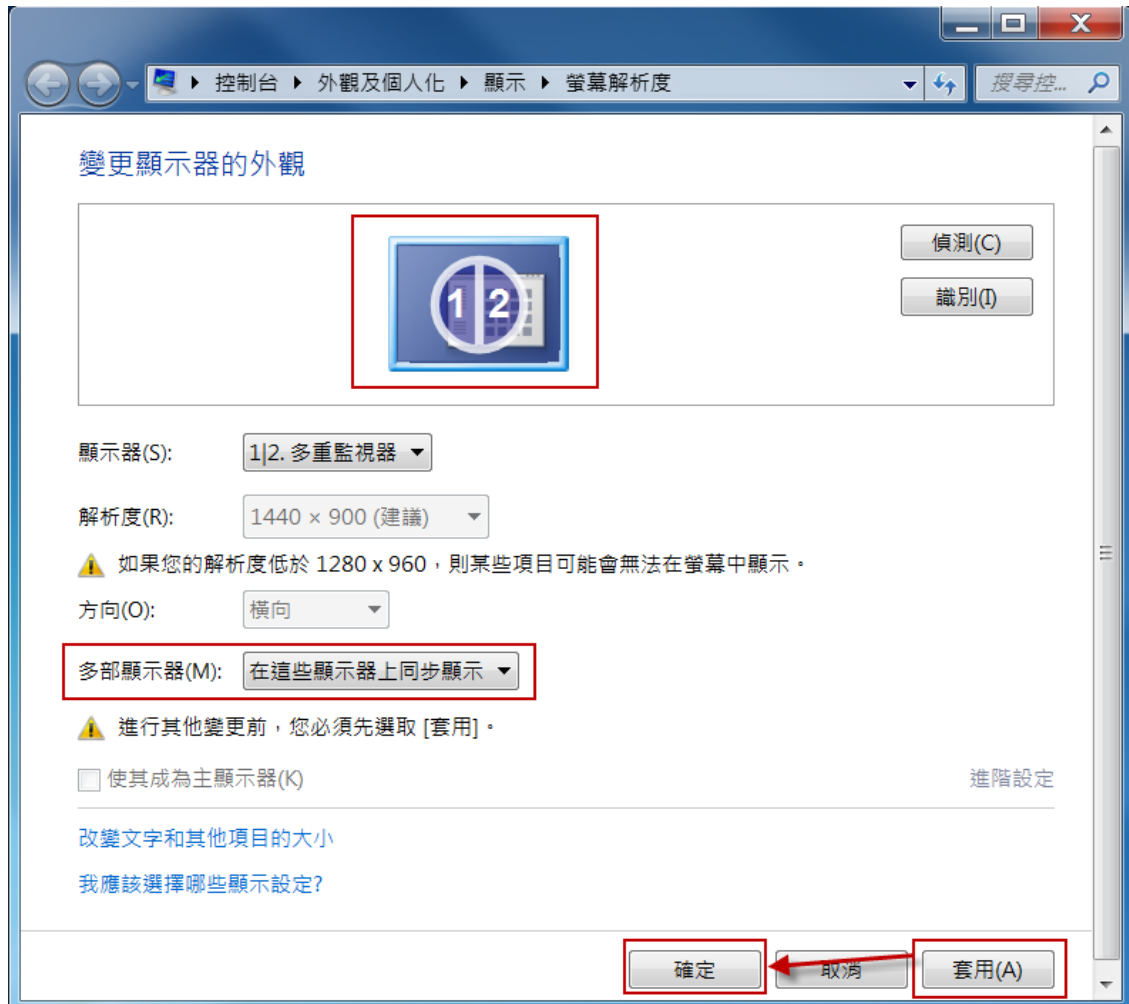 控制台 ▸ 外觀及個人化 ▸ 顯示 ▸ 螢幕解析度
搜尋控...
變更顯示器的外觀
1 2
偵測(C)
識別(I)
顯示器(S): 1|2. 多重監視器
解析度(R): 1440 × 900 (建議)
如果您的解析度低於 1280 x 960，則某些項目可能會無法在螢幕中顯示。
方向(O): 橫向
多部顯示器(M): 在這些顯示器上同步顯示
進行其他變更前，您必須先選取 [套用]。
使其成為主顯示器(K) 進階設定
改變文字和其他項目的大小
我應該選擇哪些顯示設定?
確定 取消 套用(A)